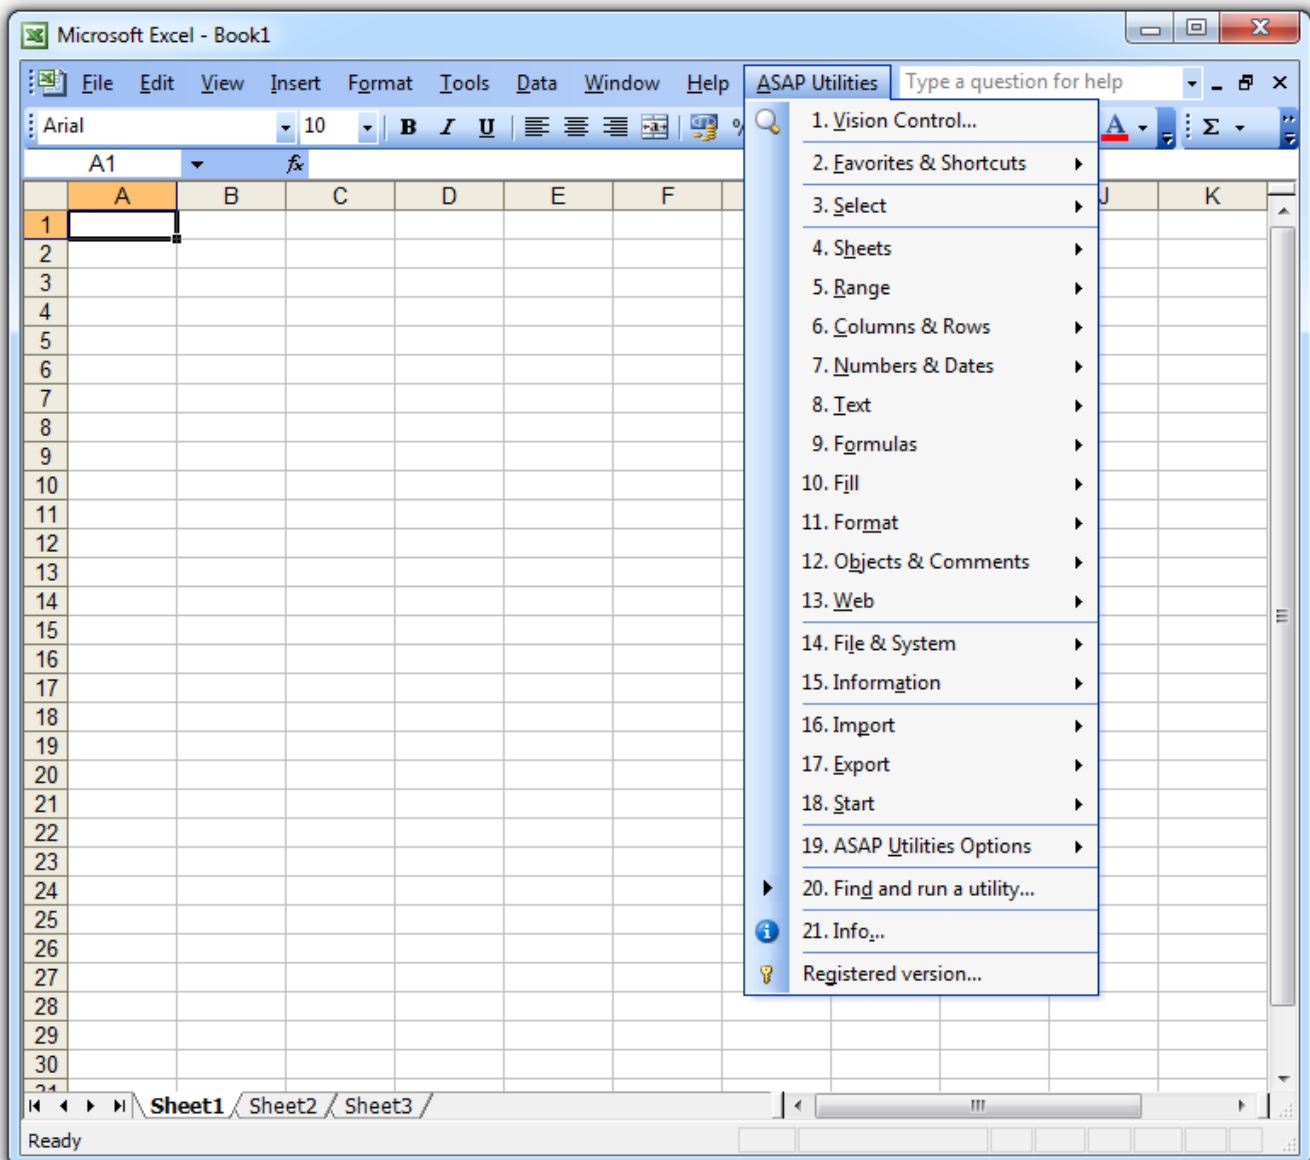 Microsoft Excel - Book1
File Edit View Insert Format Tools Data Window Help ASAP Utilities Type a question for help
Arial 10 B I U A Σ
A1 fx
A B C D E F J K
1
2
3
4
5
6
7
8
9
10
11
12
13
14
15
16
17
18
19
20
21
22
23
24
25
26
27
28
29
30
1. Vision Control...
2. Favorites & Shortcuts
3. Select
4. Sheets
5. Range
6. Columns & Rows
7. Numbers & Dates
8. Text
9. Formulas
10. Fill
11. Format
12. Objects & Comments
13. Web
14. File & System
15. Information
16. Import
17. Export
18. Start
19. ASAP Utilities Options
20. Find and run a utility...
21. Info...
Registered version...
Sheet1 Sheet2 Sheet3
Ready